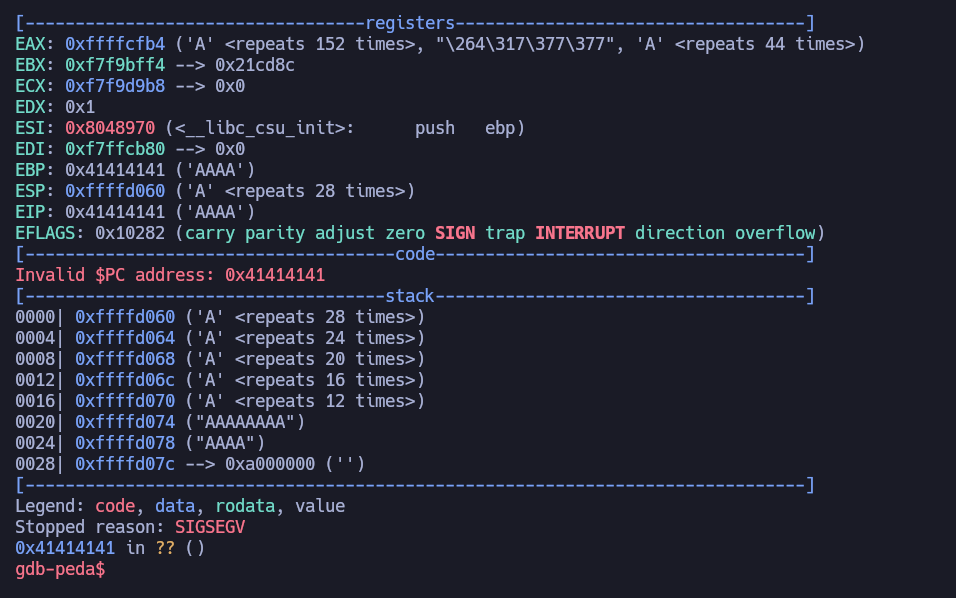 [----------------------------------registers-----------------------------------]
EAX: 0xffffcfb4 ('A' <repeats 152 times>, "\264\317\377\377", 'A' <repeats 44 times>)
EBX: 0xf7f9bff4 --> 0x21cd8c
ECX: 0xf7f9d9b8 --> 0x0
EDX: 0x1
ESI: 0x8048970 (<__libc_csu_init>:      push   ebp)
EDI: 0xf7ffcb80 --> 0x0
EBP: 0x41414141 ('AAAA')
ESP: 0xffffd060 ('A' <repeats 28 times>)
EIP: 0x41414141 ('AAAA')
EFLAGS: 0x10282 (carry parity adjust zero SIGN trap INTERRUPT direction overflow)
[-------------------------------------code-------------------------------------]
Invalid $PC address: 0x41414141
[------------------------------------stack-------------------------------------]
0000| 0xffffd060 ('A' <repeats 28 times>)
0004| 0xffffd064 ('A' <repeats 24 times>)
0008| 0xffffd068 ('A' <repeats 20 times>)
0012| 0xffffd06c ('A' <repeats 16 times>)
0016| 0xffffd070 ('A' <repeats 12 times>)
0020| 0xffffd074 ("AAAAAAAA")
0024| 0xffffd078 ("AAAA")
0028| 0xffffd07c --> 0xa000000 ('')
[------------------------------------------------------------------------------]
Legend: code, data, rodata, value
Stopped reason: SIGSEGV
0x41414141 in ?? ()
gdb-peda$